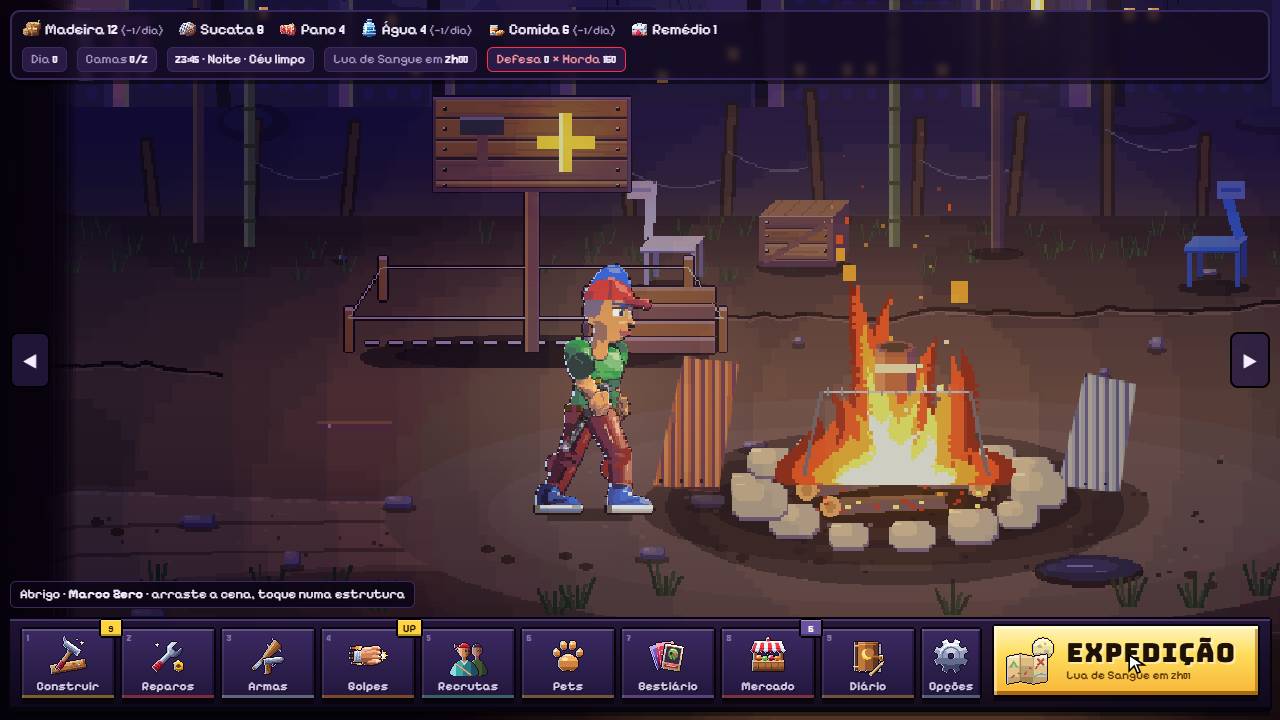 Madeira 12 (-1/dia) Sucata 8 Pano 4 Água 4 (-1/dia) Comida 6 (-1/dia) Remédio 1
Dia 0 Camas 0/2 23:45 · Noite · Céu limpo Lua de Sangue em 2h00 Defesa 0 × Horda 160
Abrigo · Marco Zero · arraste a cena, toque numa estrutura
9 UP 6
1 2 3 4 5 6 7 8 9
Construir Reparos Armas Golpes Recrutas Pets Bestiário Mercado Diário Opções
EXPEDIÇÃO
Lua de Sangue em 2h01